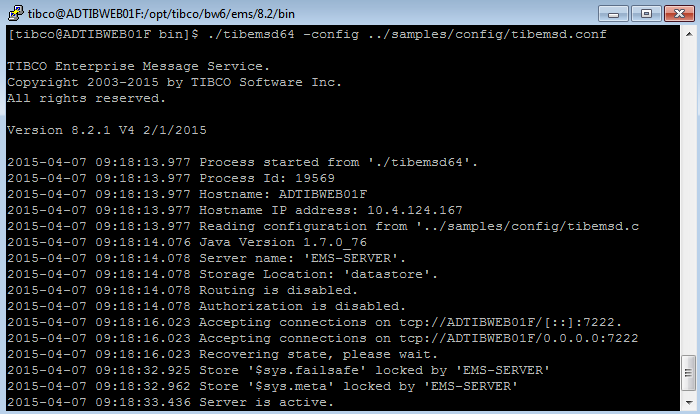 tibco@ADTIBWEB01F:/opt/tibco/bw6/ems/8.2/bin
[tibco@ADTIBWEB01F bin]$ ./tibemsd64 -config ../samples/config/tibemsd.conf
TIBCO Enterprise Message Service.
Copyright 2003-2015 by TIBCO Software Inc.
All rights reserved.
Version 8.2.1 V4 2/1/2015
2015-04-07 09:18:13.977 Process started from './tibemsd64'.
2015-04-07 09:18:13.977 Process Id: 19569
2015-04-07 09:18:13.977 Hostname: ADTIBWEB01F
2015-04-07 09:18:13.977 Hostname IP address: 10.4.124.167
2015-04-07 09:18:13.977 Reading configuration from '../samples/config/tibemsd.c
2015-04-07 09:18:14.076 Java Version 1.7.0_76
2015-04-07 09:18:14.078 Server name: 'EMS-SERVER'.
2015-04-07 09:18:14.078 Storage Location: 'datastore'.
2015-04-07 09:18:14.078 Routing is disabled.
2015-04-07 09:18:14.078 Authorization is disabled.
2015-04-07 09:18:16.023 Accepting connections on tcp://ADTIBWEB01F/[::]:7222.
2015-04-07 09:18:16.023 Accepting connections on tcp://ADTIBWEB01F/0.0.0.0:7222
2015-04-07 09:18:16.023 Recovering state, please wait.
2015-04-07 09:18:32.925 Store '$sys.failsafe' locked by 'EMS-SERVER'
2015-04-07 09:18:32.962 Store '$sys.meta' locked by 'EMS-SERVER'
2015-04-07 09:18:33.436 Server is active.